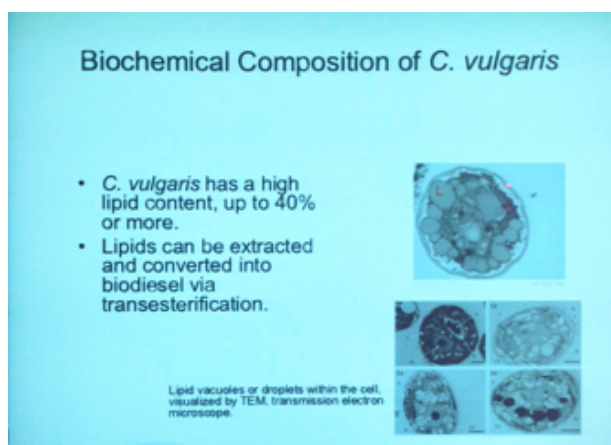 Biochemical Composition of C. vulgaris
• C. vulgaris has a high
lipid content, up to 40%
or more.
• Lipids can be extracted
and converted into
biodiesel via
transesterification.
Lipid vacuoles or droplets within the cell,
visualized by TEM, transmission electron
microscope.